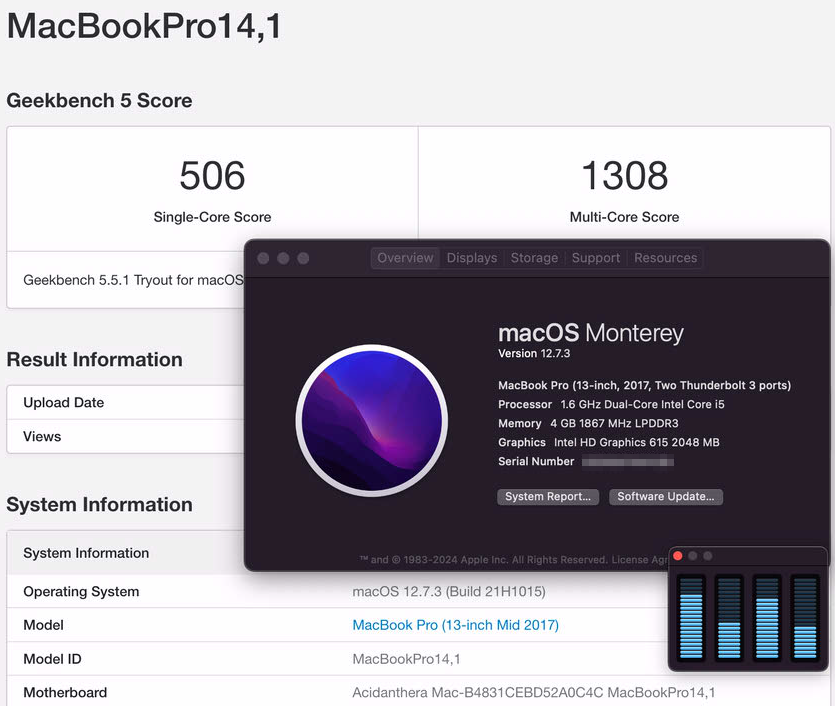 MacBookPro14,1
Geekbench 5 Score
506
1308
Single-Core Score
Multi-Core Score
Geekbench 5.5.1 Tryout for macOS
Overview Displays Storage Support Resources
macOS Monterey
Version 12.7.3
MacBook Pro (13-inch, 2017, Two Thunderbolt 3 ports)
Processor 1.6 GHz Dual-Core Intel Core i5
Memory 4 GB 1867 MHz LPDDR3
Graphics Intel HD Graphics 615 2048 MB
Serial Number
System Report... Software Update...
™ and © 1983-2024 Apple Inc. All Rights Reserved. License Agr
Result Information
Upload Date
Views
System Information
System Information
Operating System macOS 12.7.3 (Build 21H1015)
Model MacBook Pro (13-inch Mid 2017)
Model ID MacBookPro14,1
Motherboard Acidanthera Mac-B4831CEBD52A0C4C MacBookPro14,1